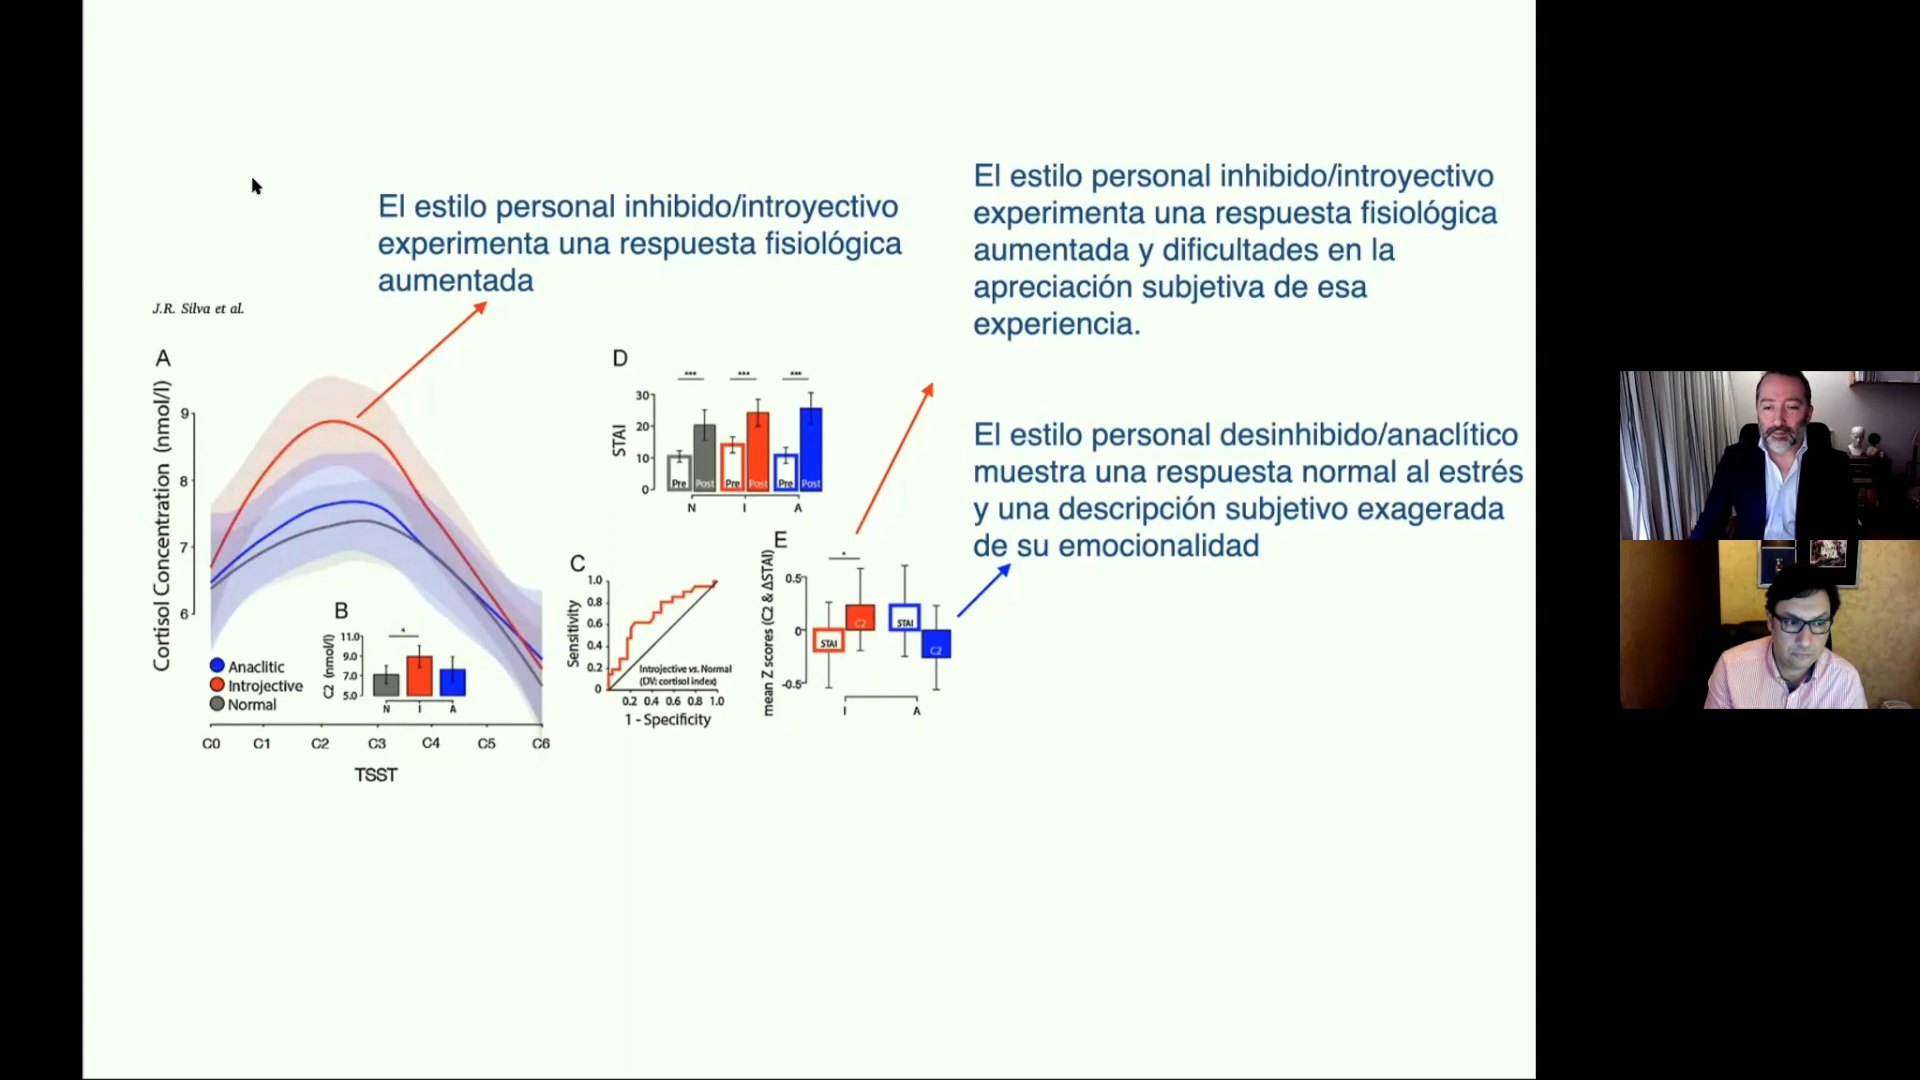 El estilo personal inhibido/introyectivo
experimenta una respuesta fisiológica
aumentada
El estilo personal inhibido/introyectivo
experimenta una respuesta fisiológica
aumentada y dificultades en la
apreciación subjetiva de esa
experiencia.
El estilo personal desinhibido/anaclítico
muestra una respuesta normal al estrés
y una descripción subjetivo exagerada
de su emocionalidad
J.R. Silva et al.
A
Cortisol Concentration (nmol/l)
9
8
7
6
Anaclitic
Introjective
Normal
C0 C1 C2 C3 C4 C5 C6
TSST
B
C2 (nmol/l)
11.0
9.0
7.0
5.0
*
N I A
C
Sensitivity
1.0
0.8
0.6
0.4
0.2
0
Introjective vs. Normal
(DV: cortisol index)
0.2 0.4 0.6 0.8 1.0
1 - Specificity
D
STAI
30
20
10
0
*** *** ***
Pre Post Pre Post Pre Post
N I A
E
mean Z scores (C2 & ΔSTAI)
0.5
0
-0.5
*
STAI C2 STAI C2
I A